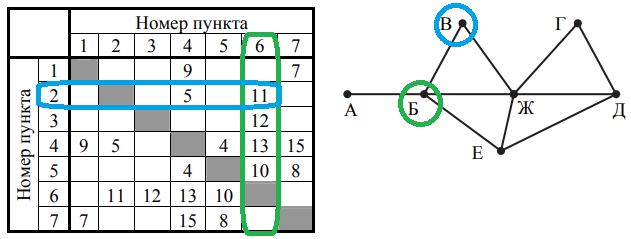 Номер пункта
1 2 3 4 5 6 7
Номер пункта
1 9 7
2 5 11
3 12
4 9 5 4 13 15
5 4 10 8
6 11 12 13 10
7 7 15 8
В Г
А Б Ж Д
Е